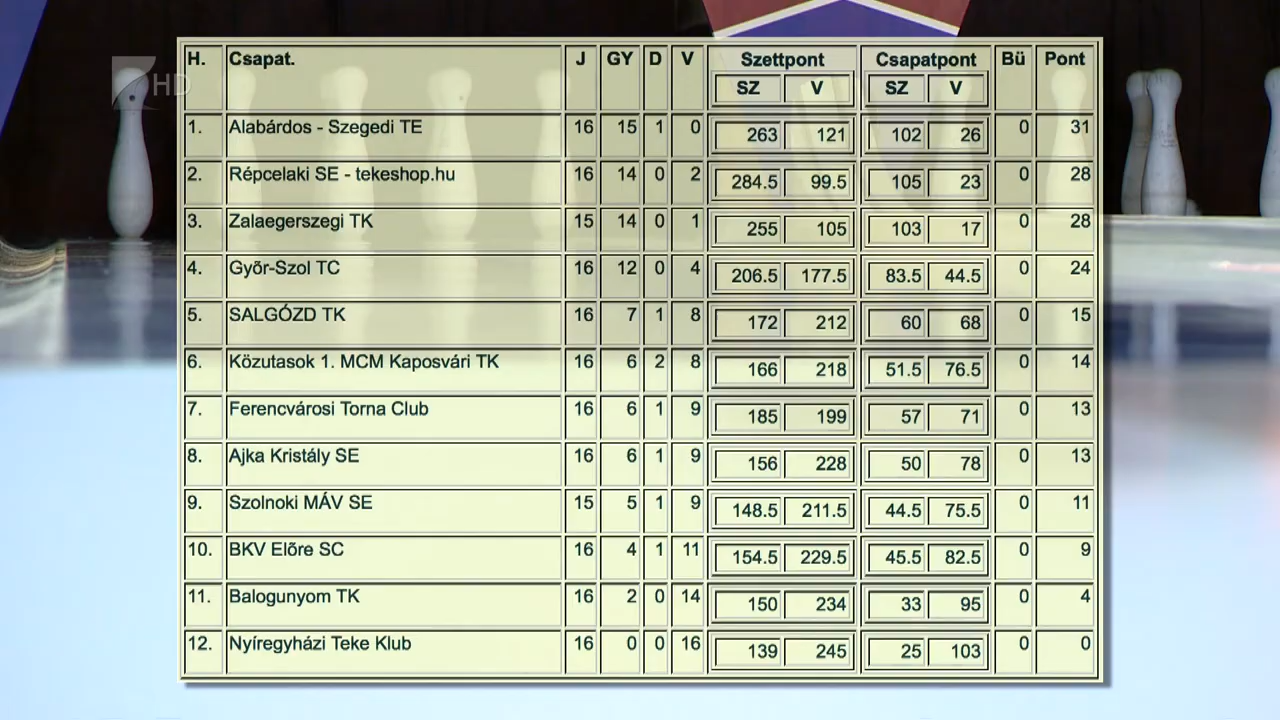 HD
H. Csapat. J GY D V Szettpont Csapatpont Bü Pont
SZ V SZ V
1. Alabárdos - Szegedi TE 16 15 1 0 263 121 102 26 0 31
2. Répcelaki SE - tekeshop.hu 16 14 0 2 284.5 99.5 105 23 0 28
3. Zalaegerszegi TK 15 14 0 1 255 105 103 17 0 28
4. Gyõr-Szol TC 16 12 0 4 206.5 177.5 83.5 44.5 0 24
5. SALGÓZD TK 16 7 1 8 172 212 60 68 0 15
6. Közutasok 1. MCM Kaposvári TK 16 6 2 8 166 218 51.5 76.5 0 14
7. Ferencvárosi Torna Club 16 6 1 9 185 199 57 71 0 13
8. Ajka Kristály SE 16 6 1 9 156 228 50 78 0 13
9. Szolnoki MÁV SE 15 5 1 9 148.5 211.5 44.5 75.5 0 11
10. BKV Elõre SC 16 4 1 11 154.5 229.5 45.5 82.5 0 9
11. Balogunyom TK 16 2 0 14 150 234 33 95 0 4
12. Nyíregyházi Teke Klub 16 0 0 16 139 245 25 103 0 0